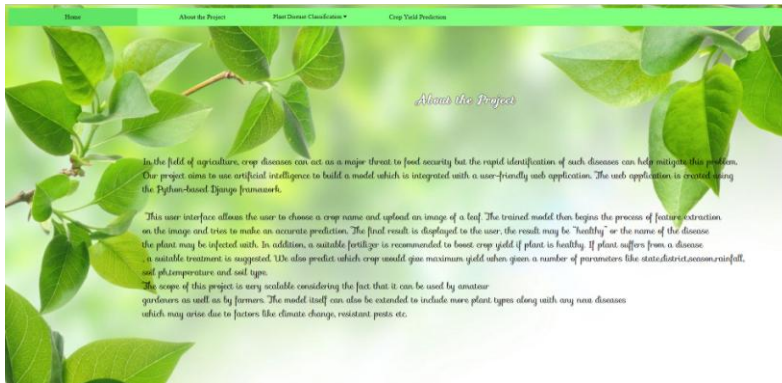 Home
About the Project
Plant Disease Classification
Crop Yield Prediction
About the Project
In the field of agriculture, crop diseases can act as a major threat to food security but the rapid identification of such diseases can help mitigate this problem.
Our project aims to use artificial intelligence to build a model which is integrated with a user-friendly web application. The web application is created using
the Python-based Django framework.
This user interface allows the user to choose a crop name and upload an image of a leaf. The trained model then begins the process of feature extraction
on the image and tries to make an accurate prediction. The final result is displayed to the user, the result may be "healthy" or the name of the disease
the plant may be infected with. In addition, a suitable fertilizer is recommended to boost crop yield if plant is healthy. If plant suffers from a disease
, a suitable treatment is suggested. We also predict which crop would give maximum yield when given a number of parameters like state,district,season,rainfall,
soil ph,temperature and soil type.
The scope of this project is very scalable considering the fact that it can be used by amateur
gardeners as well as by farmers. The model itself can also be extended to include more plant types along with any new diseases
which may arise due to factors like climate change, resistant pests etc.